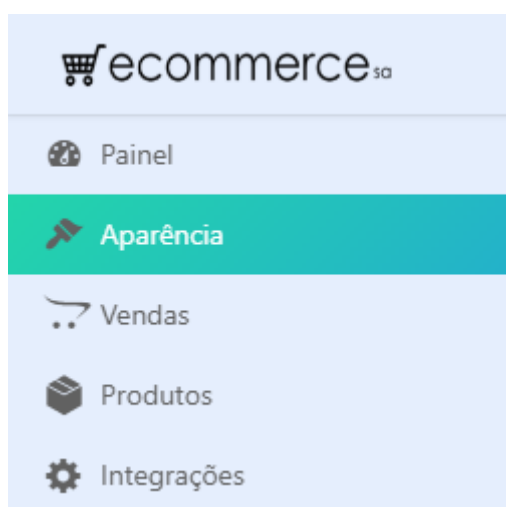 ecommerce sa
Painel
Aparência
Vendas
Produtos
Integrações